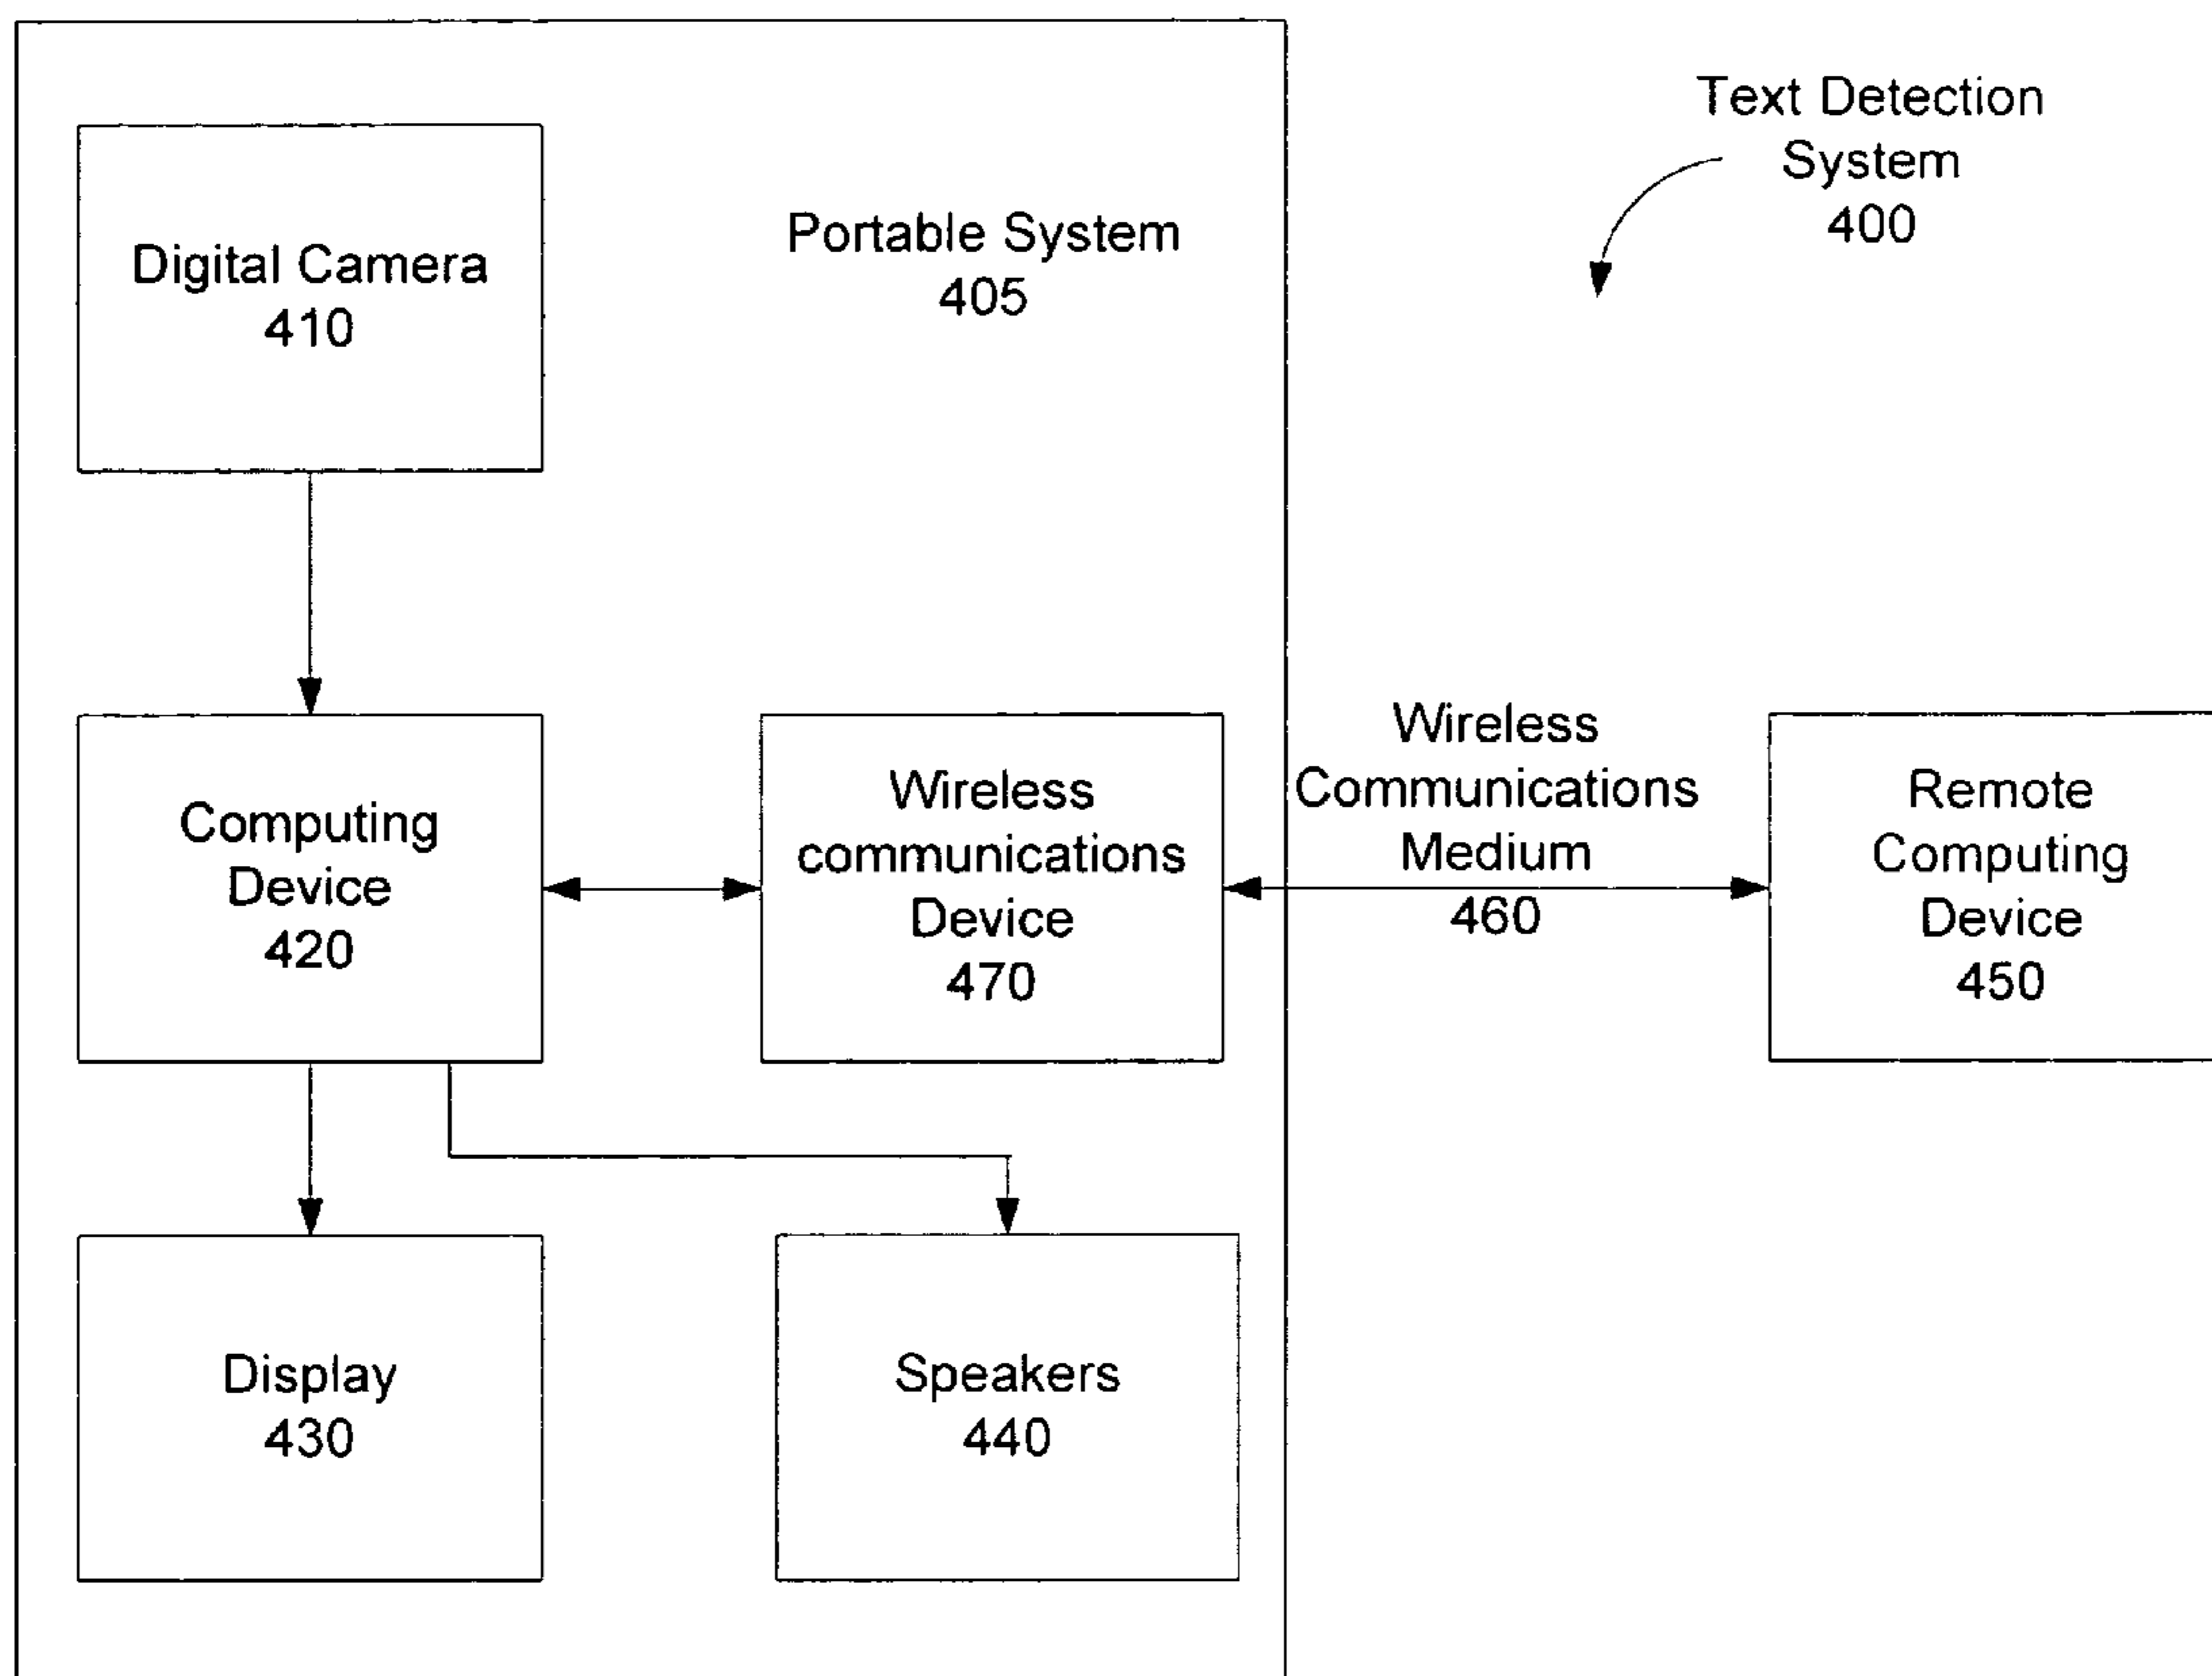 Text Detection
System
400
Digital Camera
410
Portable System
405
Computing
Device
420
Wireless
communications
Device
470
Wireless
Communications
Medium
460
Remote
Computing
Device
450
Display
430
Speakers
440